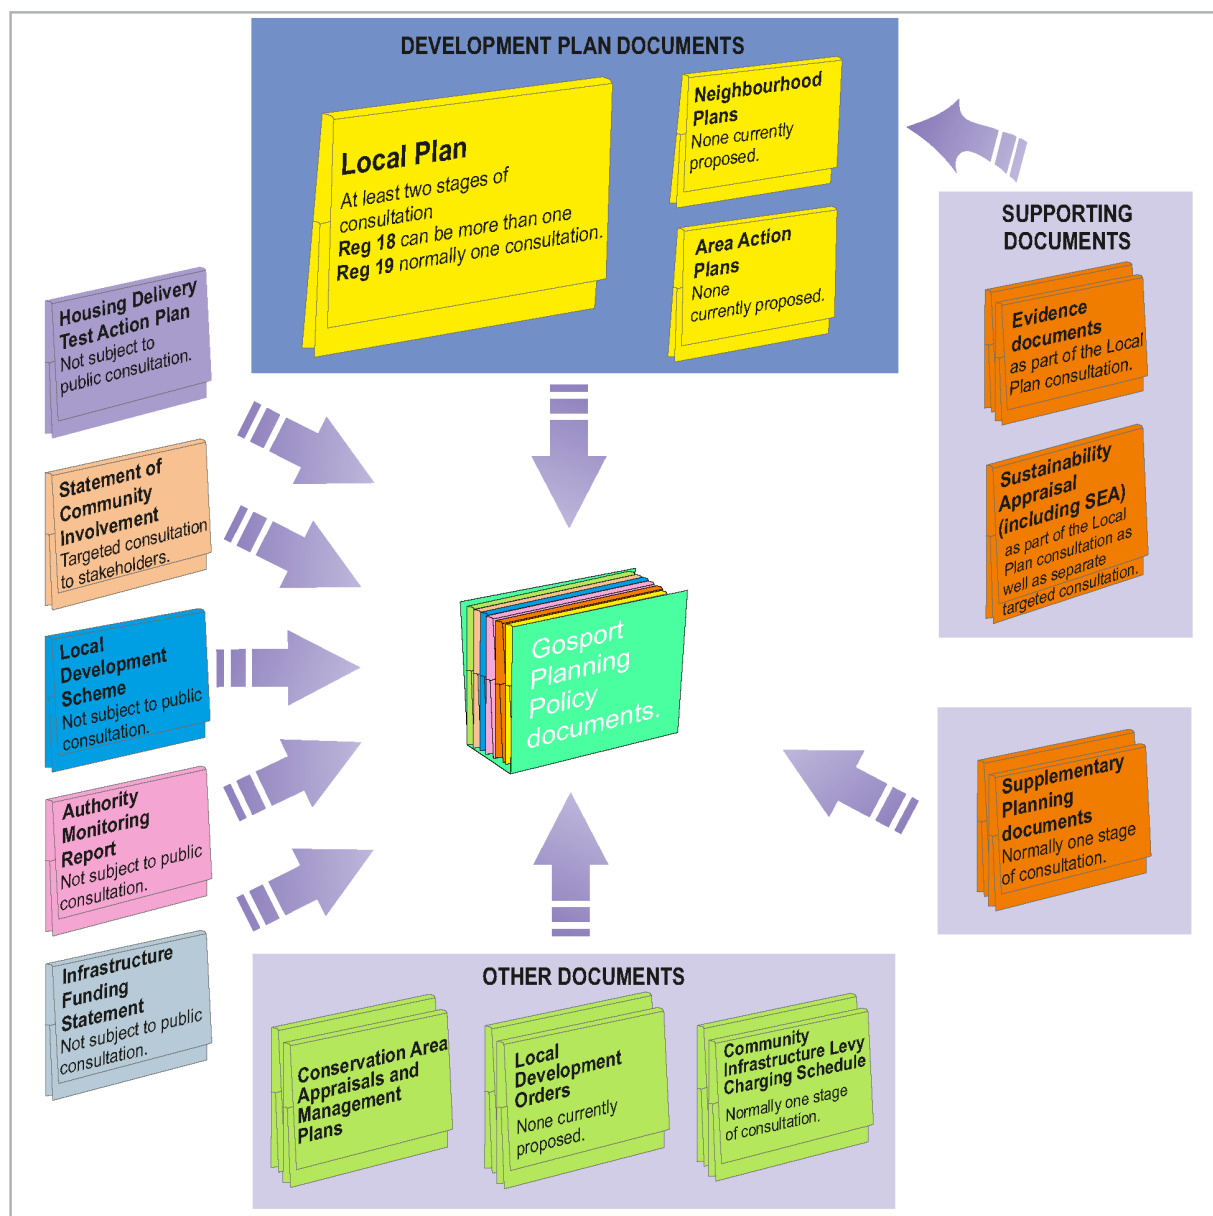 DEVELOPMENT PLAN DOCUMENTS
Local Plan
At least two stages of
consultation
Reg 18 can be more than one
Reg 19 normally one consultation.
Neighbourhood
Plans
None currently
proposed.
Area Action
Plans
None
currently proposed.
SUPPORTING
DOCUMENTS
Evidence
documents
as part of the Local
Plan consultation.
Sustainability
Appraisal
(including SEA)
as part of the Local
Plan consultation as
well as separate
targeted consultation.
Housing Delivery
Test Action Plan
Not subject to
public consultation.
Statement of
Community
Involvement
Targeted consultation
to stakeholders.
Local
Development
Scheme
Not subject to public
consultation.
Authority
Monitoring
Report
Not subject to public
consultation.
Infrastructure
Funding
Statement
Not subject to public
consultation.
Gosport
Planning
Policy
documents.
Supplementary
Planning
documents
Normally one stage
of consultation.
OTHER DOCUMENTS
Conservation Area
Appraisals and
Management
Plans
Local
Development
Orders
None currently
proposed.
Community
Infrastructure Levy
Charging Schedule
Normally one stage
of consultation.